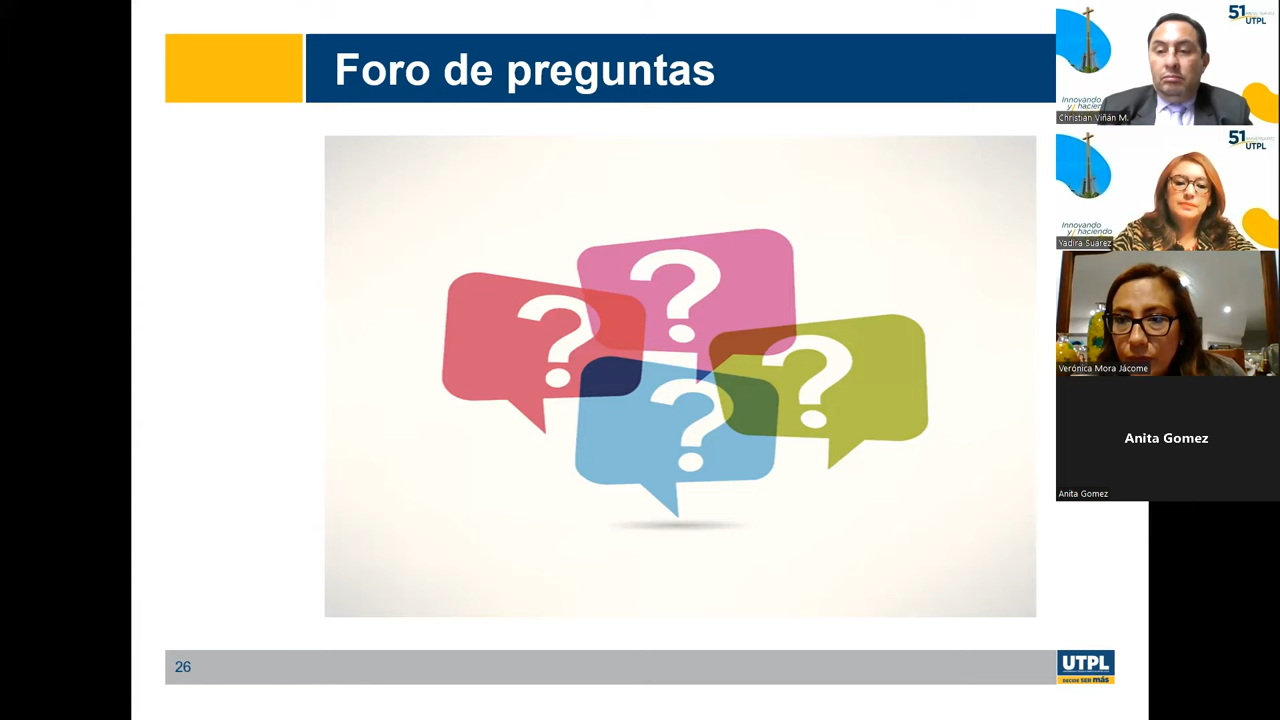 Foro de preguntas
?
?
?
?
26
UTPL
DECIDE SER más
51
UTPL
Innovando
y haciendo
Christian Viñán M.
51
UTPL
Innovando
y/ haciendo
Yadira Suárez
Verónica Mora Jácome
Anita Gomez
Anita Gomez